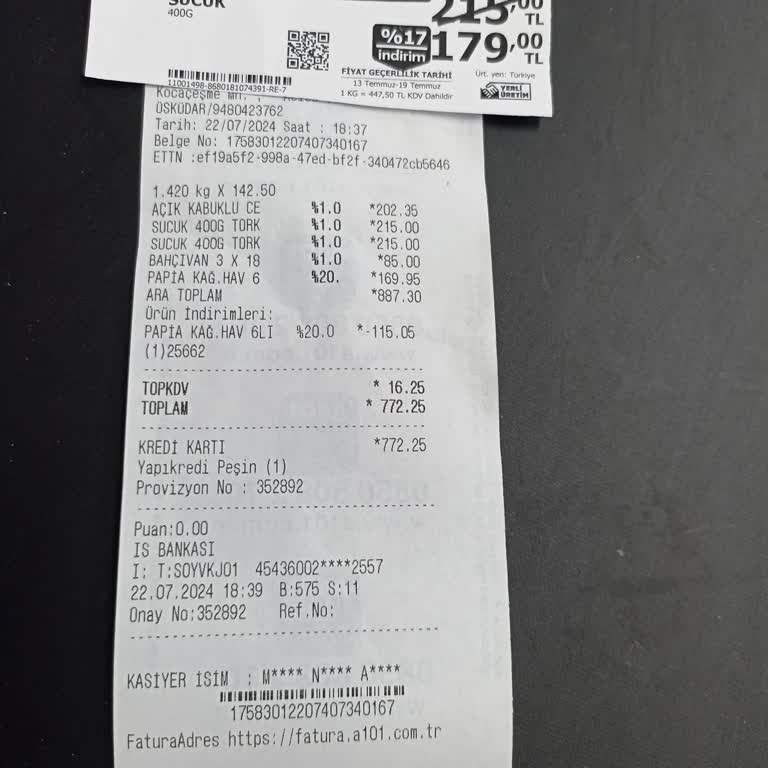 SUCUK
400G
215,00
TL
%17
indirim
179,00
TL
11001498-8680181074391-RE-7
FİYAT GEÇERLİLİK TARİHİ
13 Temmuz-19 Temmuz
1 KG = 447,50 TL KDV Dahildir
Ürt. yeri: Türkiye
YERLİ
ÜRETİM
Kocaçeşme
ÜSKÜDAR/9480423762
Tarih: 22/07/2024 Saat : 18:37
Belge No: 17583012207407340167
ETTN :ef19a5f2-998a-47ed-bf2f-340472cb5646
1.420 kg X 142.50
AÇIK KABUKLU CE %1.0 *202.35
SUCUK 400G TORK %1.0 *215.00
SUCUK 400G TORK %1.0 *215.00
BAHÇIVAN 3 X 18 %1.0 *85.00
PAPİA KAĞ.HAV 6 %20. *169.95
ARA TOPLAM *887.30
Ürün İndirimleri:
PAPİA KAĞ.HAV 6LI %20.0 *-115.05
(1)25662
TOPKDV * 16.25
TOPLAM * 772.25
KREDİ KARTI *772.25
Yapıkredi Peşin (1)
Provizyon No : 352892
Puan:0.00
IS BANKASI
I: T:SOYVKJ01 45436002****2557
22.07.2024 18:39 B:575 S:11
Onay No:352892 Ref.No:
KASİYER İSİM : M**** N**** A****
17583012207407340167
FaturaAdres https://fatura.a101.com.tr